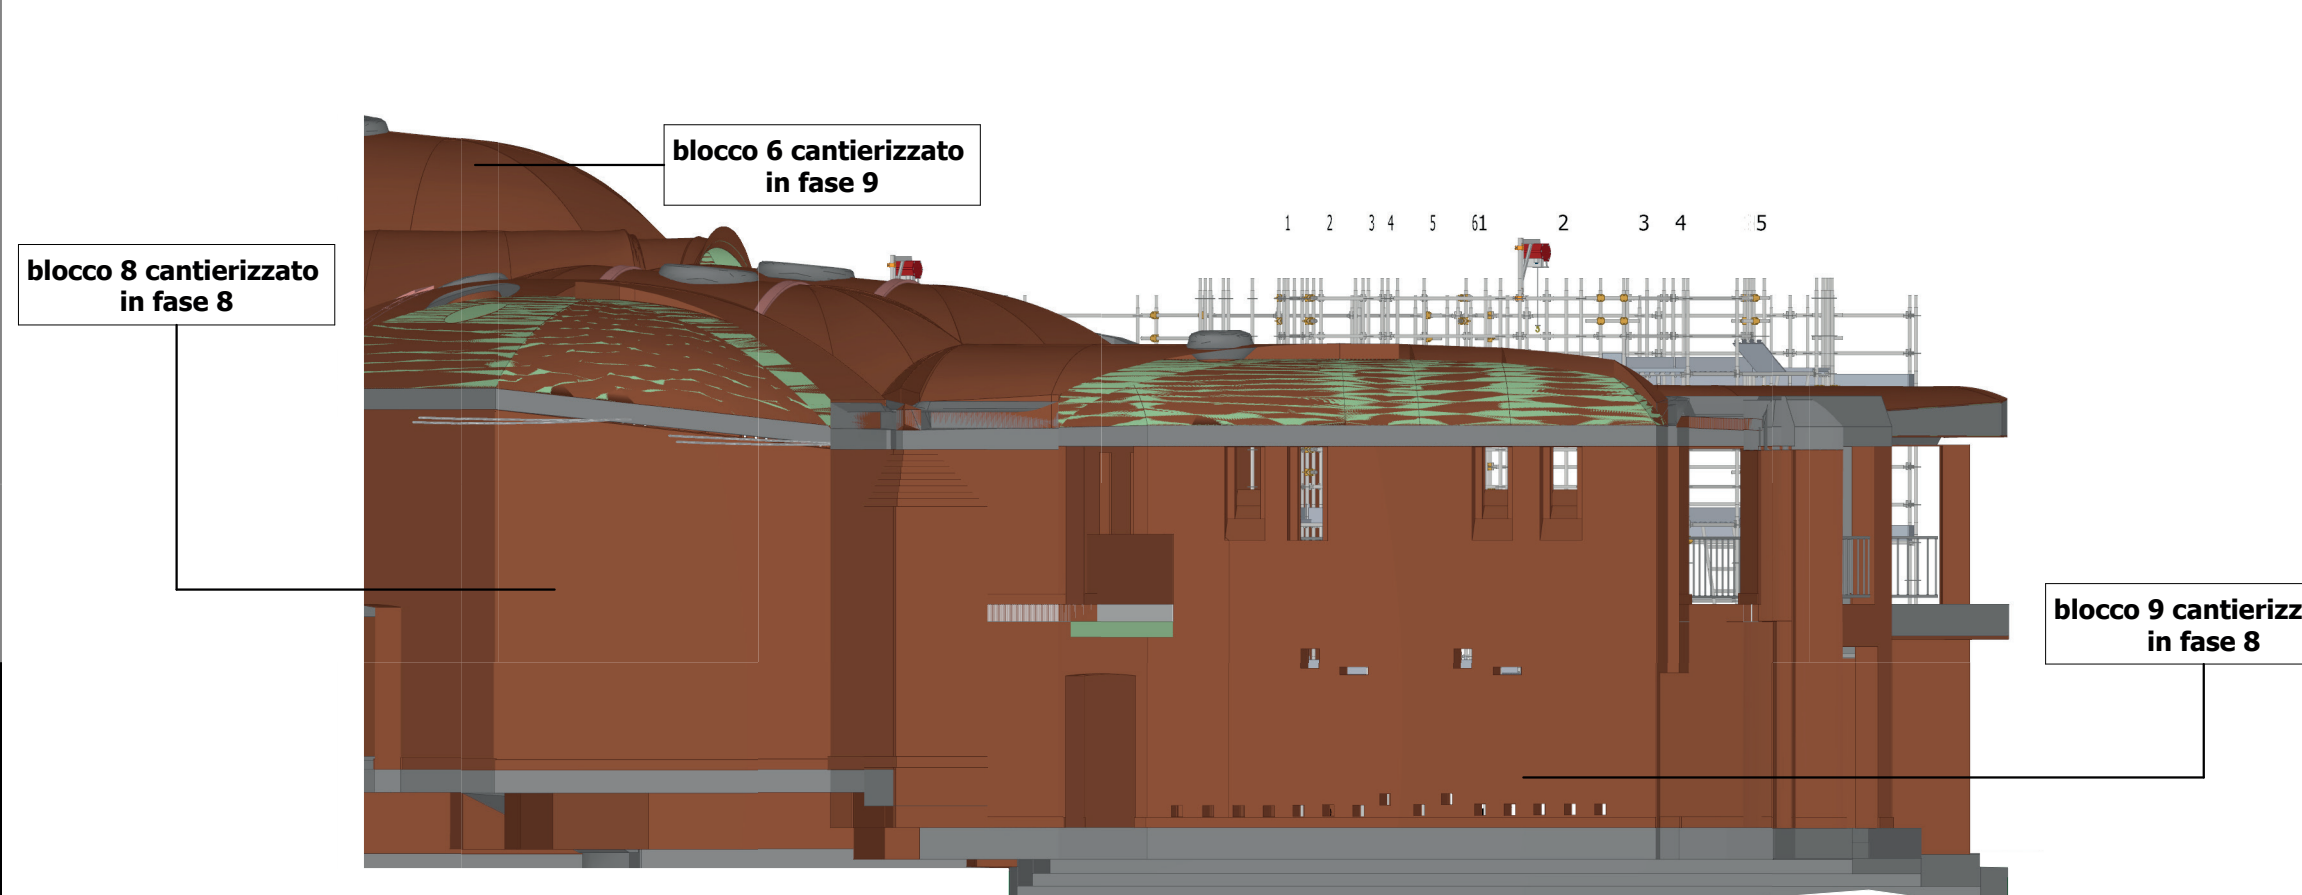 blocco 6 cantierizzato
in fase 9
1 2 3 4 5 61 2 3 4 5
blocco 8 cantierizzato
in fase 8
3
blocco 9 cantierizz
in fase 8